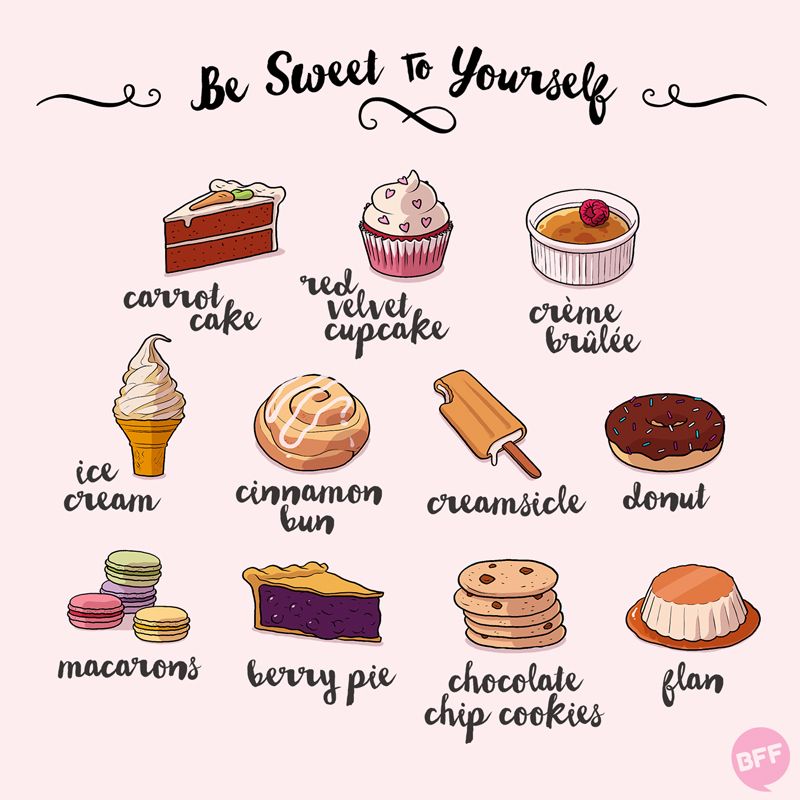 Be Sweet To Yourself
carrot
cake
red
velvet
cupcake
crème
brûlée
ice
cream
cinnamon
bun
creamsicle
donut
macarons
berry pie
chocolate
chip cookies
flan
BFF